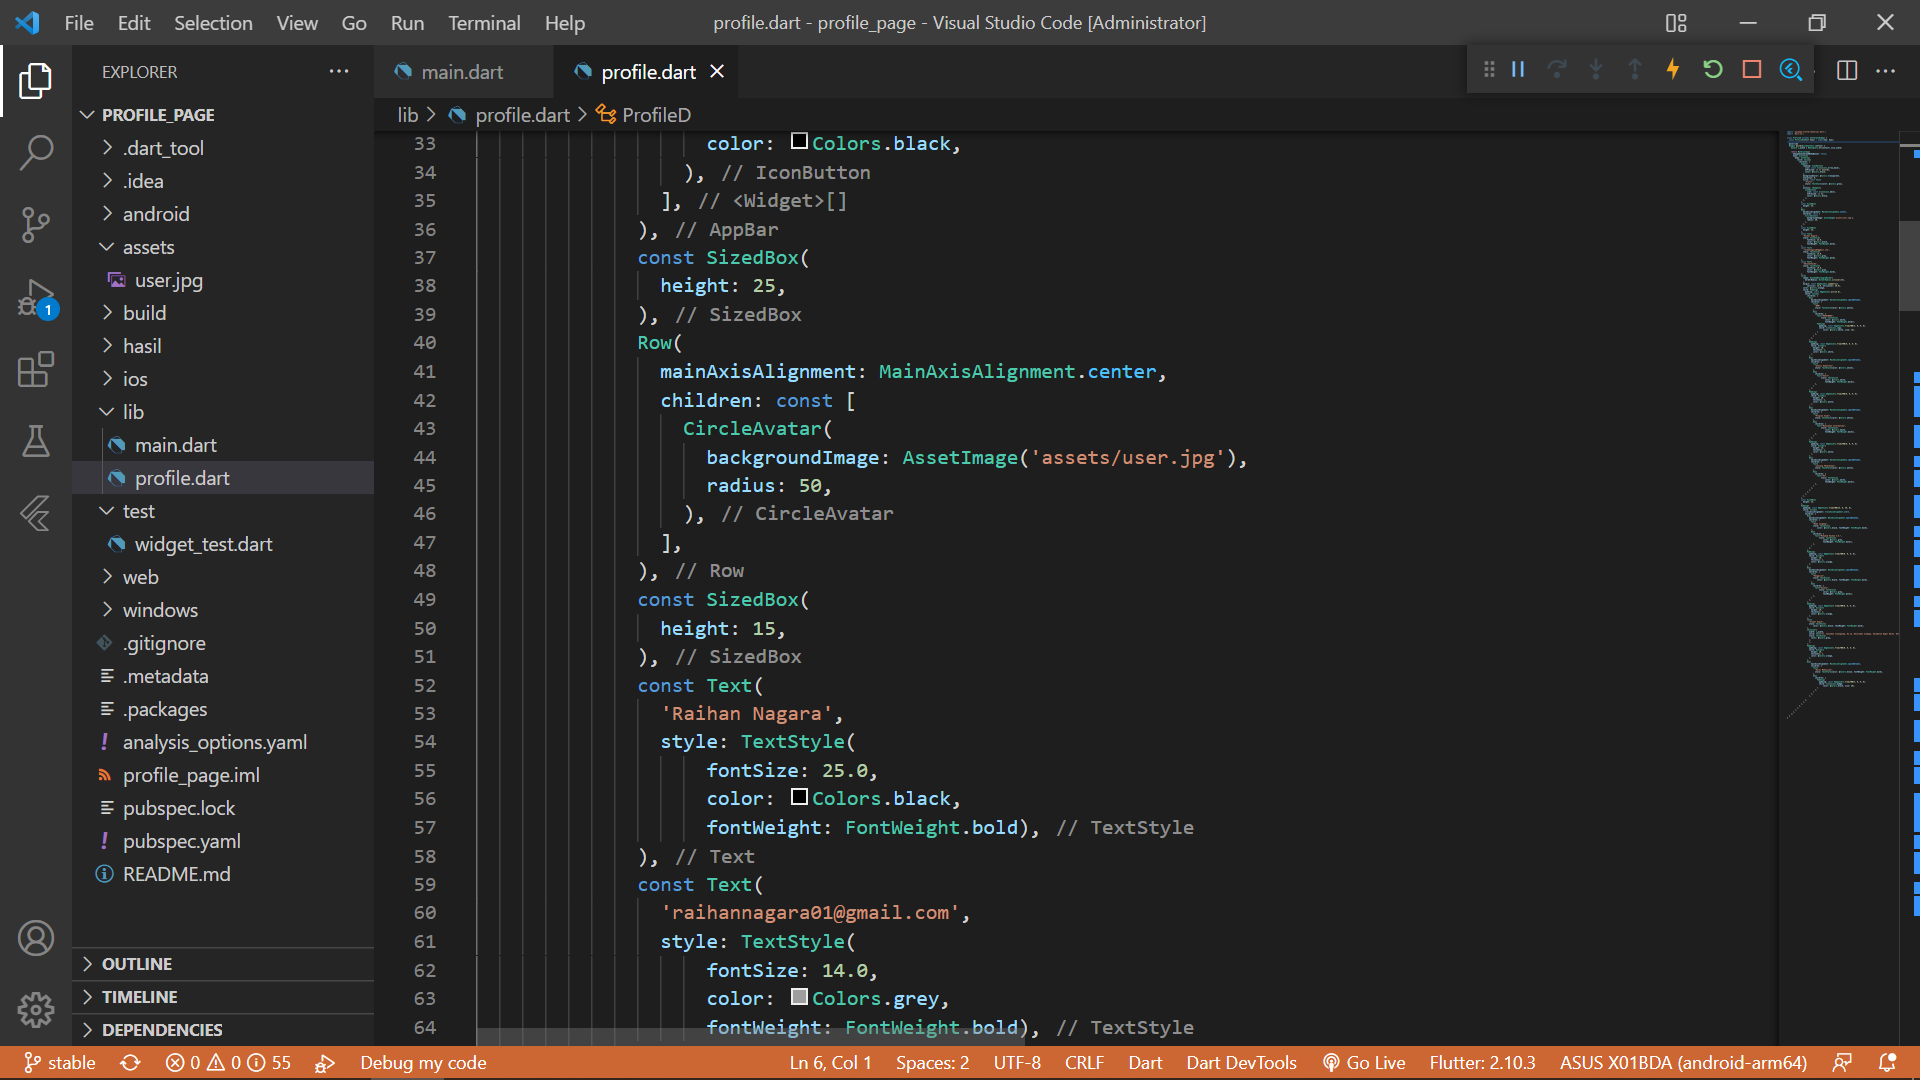 File Edit Selection View Go Run Terminal Help
profile.dart - profile_page - Visual Studio Code [Administrator]
EXPLORER
PROFILE_PAGE
.dart_tool
.idea
android
assets
user.jpg
build
hasil
ios
lib
main.dart
profile.dart
test
widget_test.dart
web
windows
.gitignore
.metadata
.packages
analysis_options.yaml
profile_page.iml
pubspec.lock
pubspec.yaml
README.md
OUTLINE
TIMELINE
DEPENDENCIES
1
main.dart
profile.dart
lib > profile.dart > ProfileD
33 color: Colors.black,
34 ), // IconButton
35 ], // <Widget>[]
36 ), // AppBar
37 const SizedBox(
38 height: 25,
39 ), // SizedBox
40 Row(
41 mainAxisAlignment: MainAxisAlignment.center,
42 children: const [
43 CircleAvatar(
44 backgroundImage: AssetImage('assets/user.jpg'),
45 radius: 50,
46 ), // CircleAvatar
47 ],
48 ), // Row
49 const SizedBox(
50 height: 15,
51 ), // SizedBox
52 const Text(
53 'Raihan Nagara',
54 style: TextStyle(
55 fontSize: 25.0,
56 color: Colors.black,
57 fontWeight: FontWeight.bold), // TextStyle
58 ), // Text
59 const Text(
60 'raihannagara01@gmail.com',
61 style: TextStyle(
62 fontSize: 14.0,
63 color: Colors.grey,
64 fontWeight: FontWeight.bold), // TextStyle
stable 0 0 55 Debug my code Ln 6, Col 1 Spaces: 2 UTF-8 CRLF Dart Dart DevTools Go Live Flutter: 2.10.3 ASUS X01BDA (android-arm64)